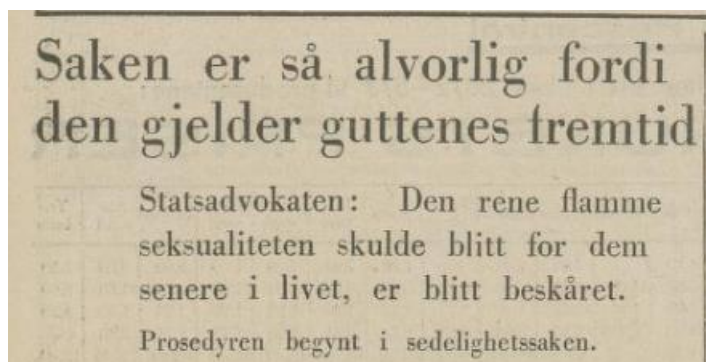 Saken er så alvorlig fordi
den gjelder guttenes fremtid
Statsadvokaten: Den rene flamme
seksualiteten skulde blitt for dem
senere i livet, er blitt beskåret.
Prosedyren begynt i sedelighetssaken.